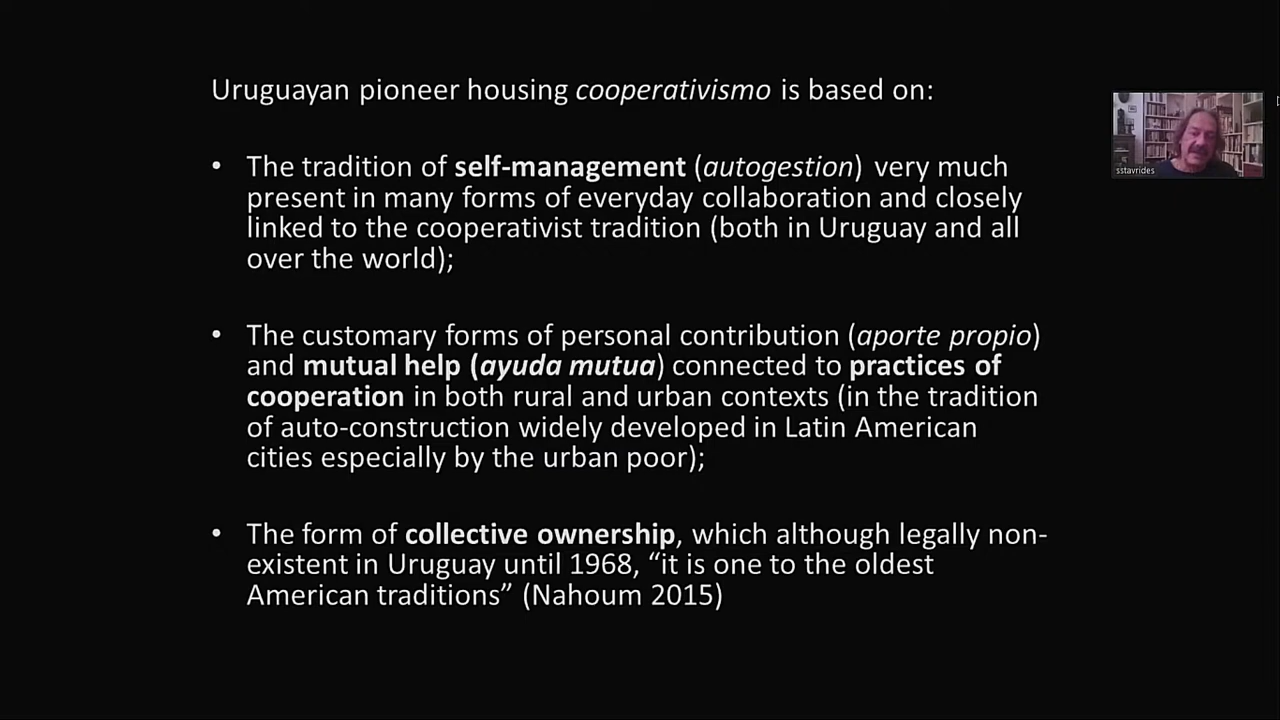 Uruguayan pioneer housing cooperativismo is based on:
• The tradition of self-management (autogestion) very much
present in many forms of everyday collaboration and closely
linked to the cooperativist tradition (both in Uruguay and all
over the world);
• The customary forms of personal contribution (aporte propio)
and mutual help (ayuda mutua) connected to practices of
cooperation in both rural and urban contexts (in the tradition
of auto-construction widely developed in Latin American
cities especially by the urban poor);
• The form of collective ownership, which although legally non-
existent in Uruguay until 1968, “it is one to the oldest
American traditions” (Nahoum 2015)
sstavrides